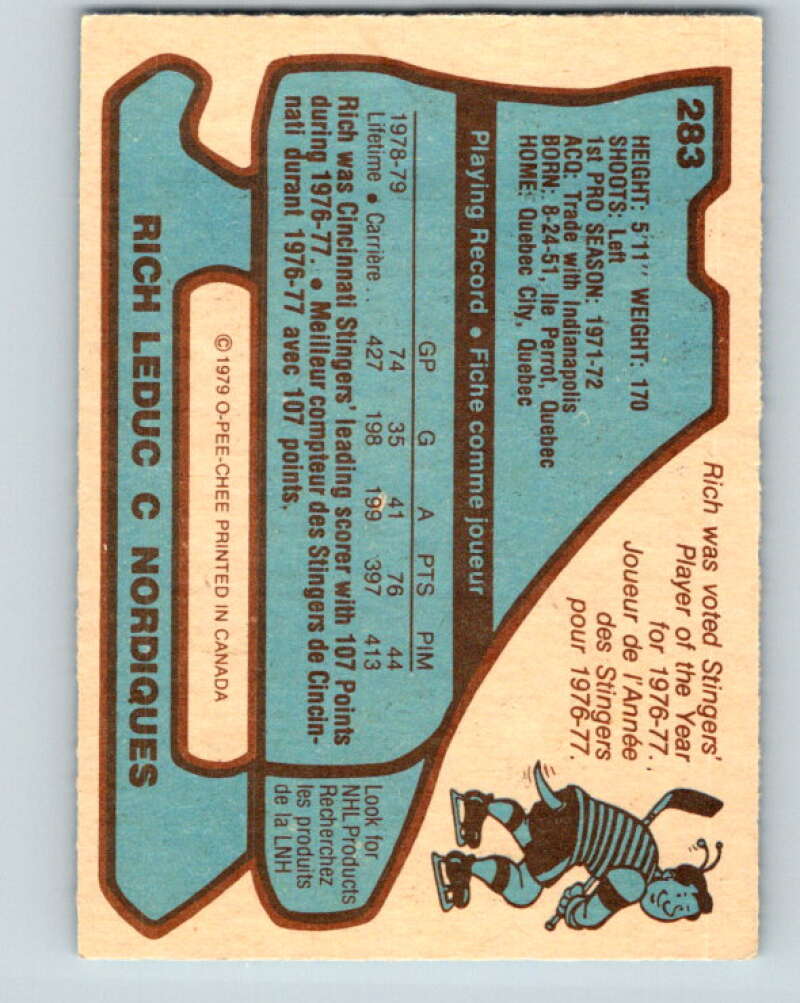 283
HEIGHT: 5'11" WEIGHT: 170
SHOOTS: Left
1st PRO SEASON: 1971-72
ACQ: Trade with Indianapolis
BORN: 8-24-51, Ile Perrot, Quebec
HOME: Quebec City, Quebec
Rich was voted Stingers'
Player of the Year
for 1976-77.
Joueur de l'Année
des Stingers
pour 1976-77.
Playing Record • Fiche comme joueur
GP G A PTS PIM
1978-79 74 35 41 76 44
Lifetime • Carrière . . 427 198 199 397 413
Rich was Cincinnati Stingers' leading scorer with 107 Points
during 1976-77. • Meilleur compteur des Stingers de Cincin-
nati durant 1976-77 avec 107 points.
Look for
NHL Products
Recherchez
les produits
de la LNH
© 1979 O-PEE-CHEE PRINTED IN CANADA
RICH LEDUC C NORDIQUES